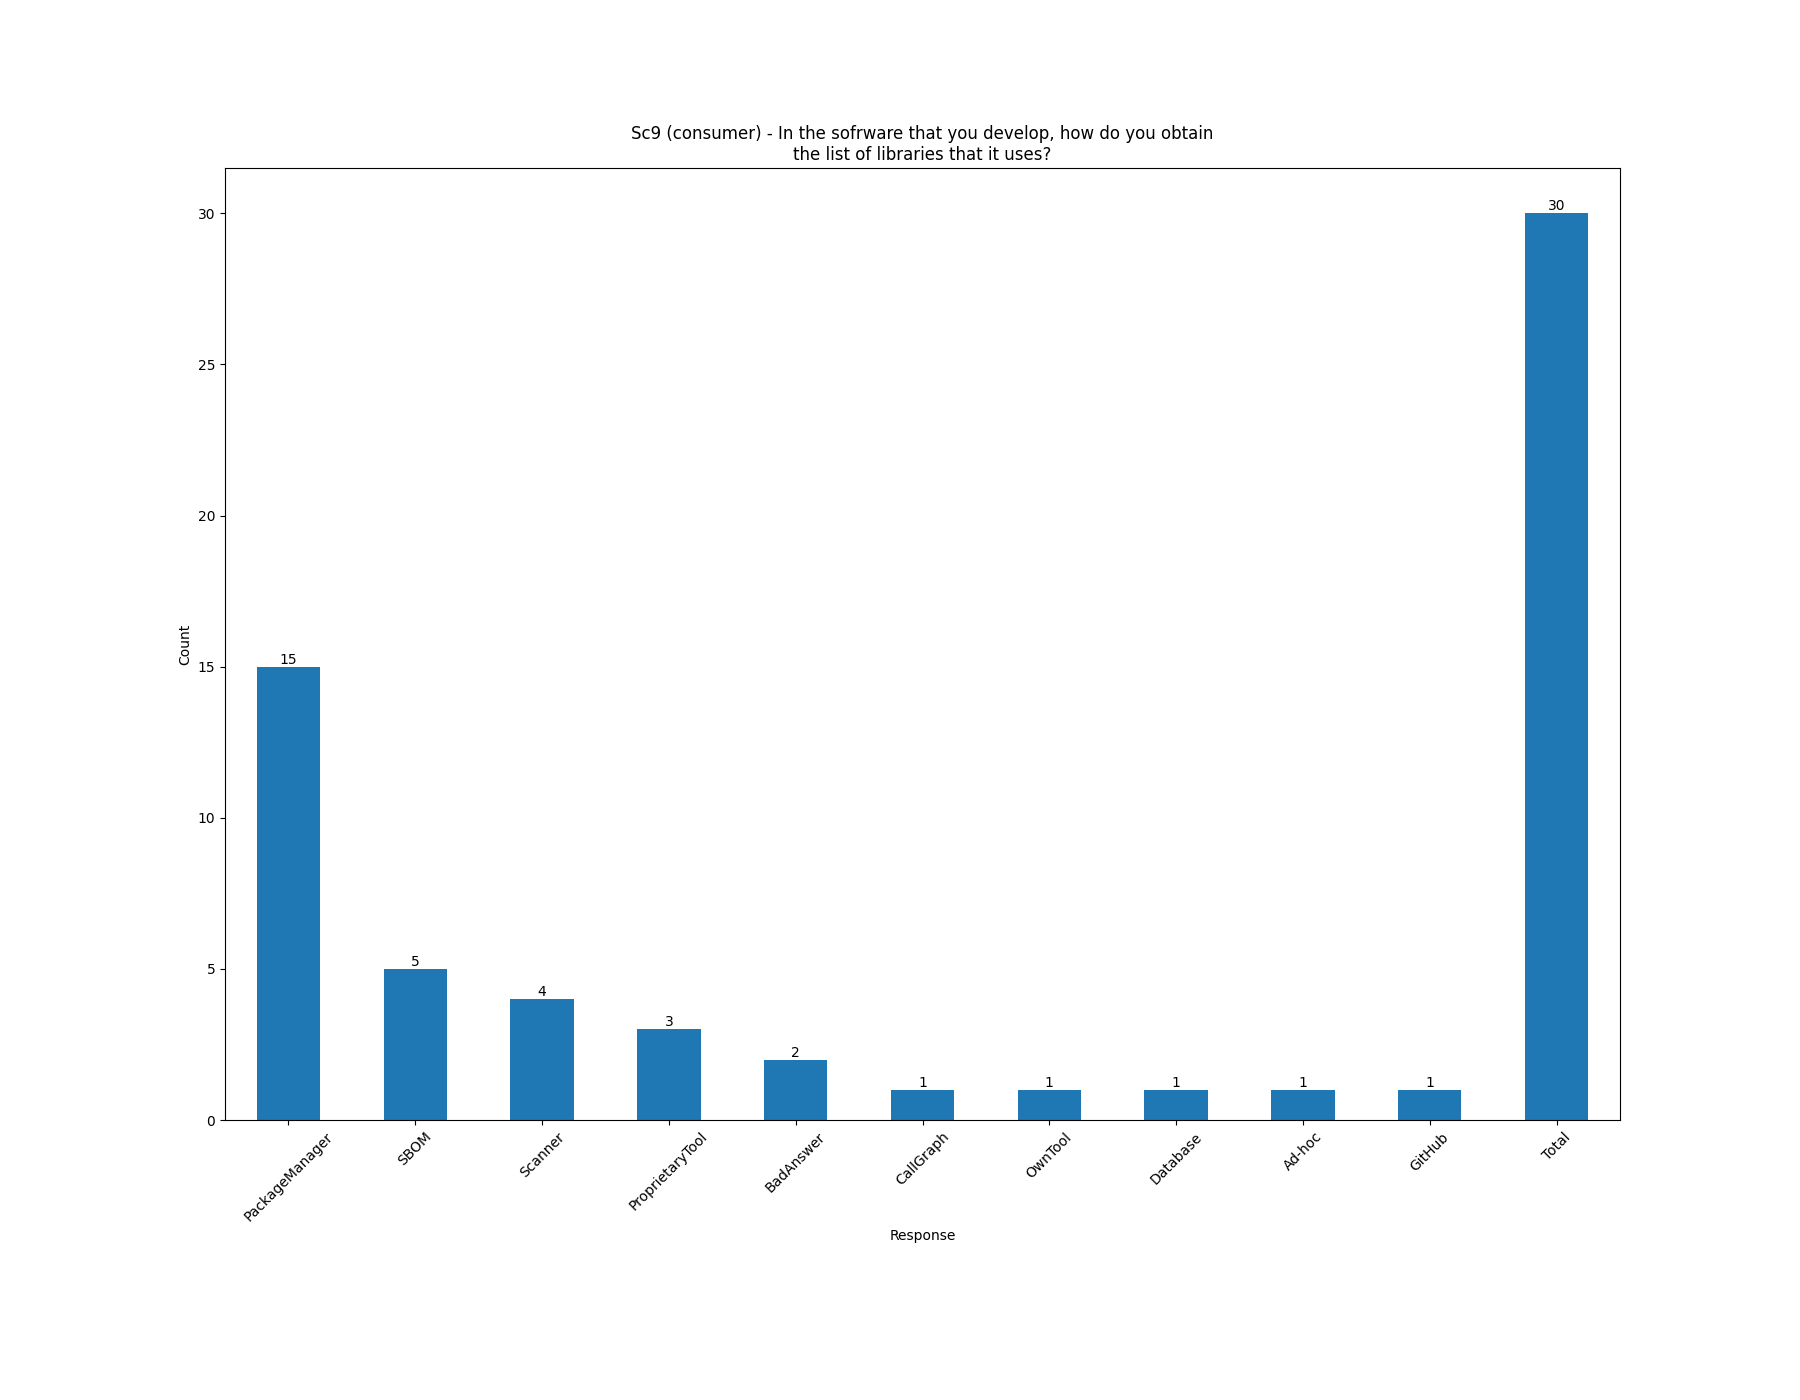 Sc9 (consumer) - In the sofrware that you develop, how do you obtain
the list of libraries that it uses?
Count
30
25
20
15
10
5
0
15
5
4
3
2
1
1
1
1
1
30
PackageManager
SBOM
Scanner
ProprietaryTool
BadAnswer
CallGraph
OwnTool
Database
Ad-hoc
GitHub
Total
Response